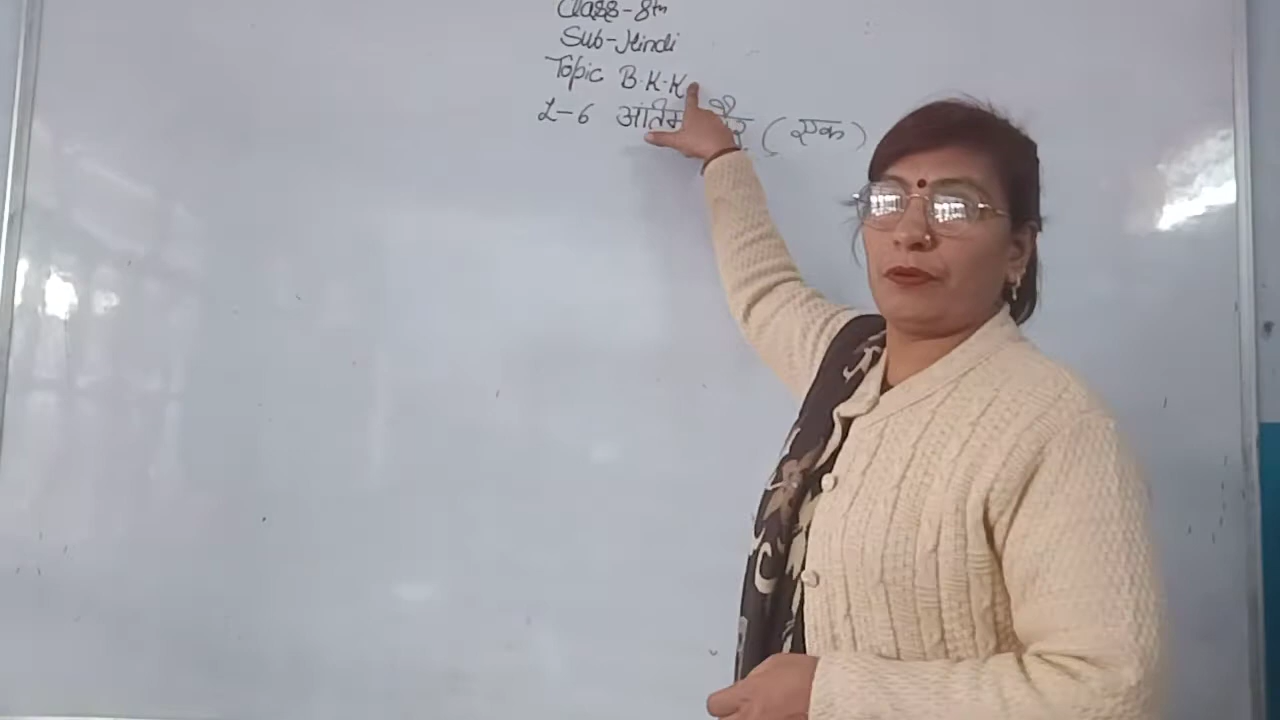 Class-8th
Sub-Hindi
Topic B.K.K
L-6 अंतिम दौर (एक)